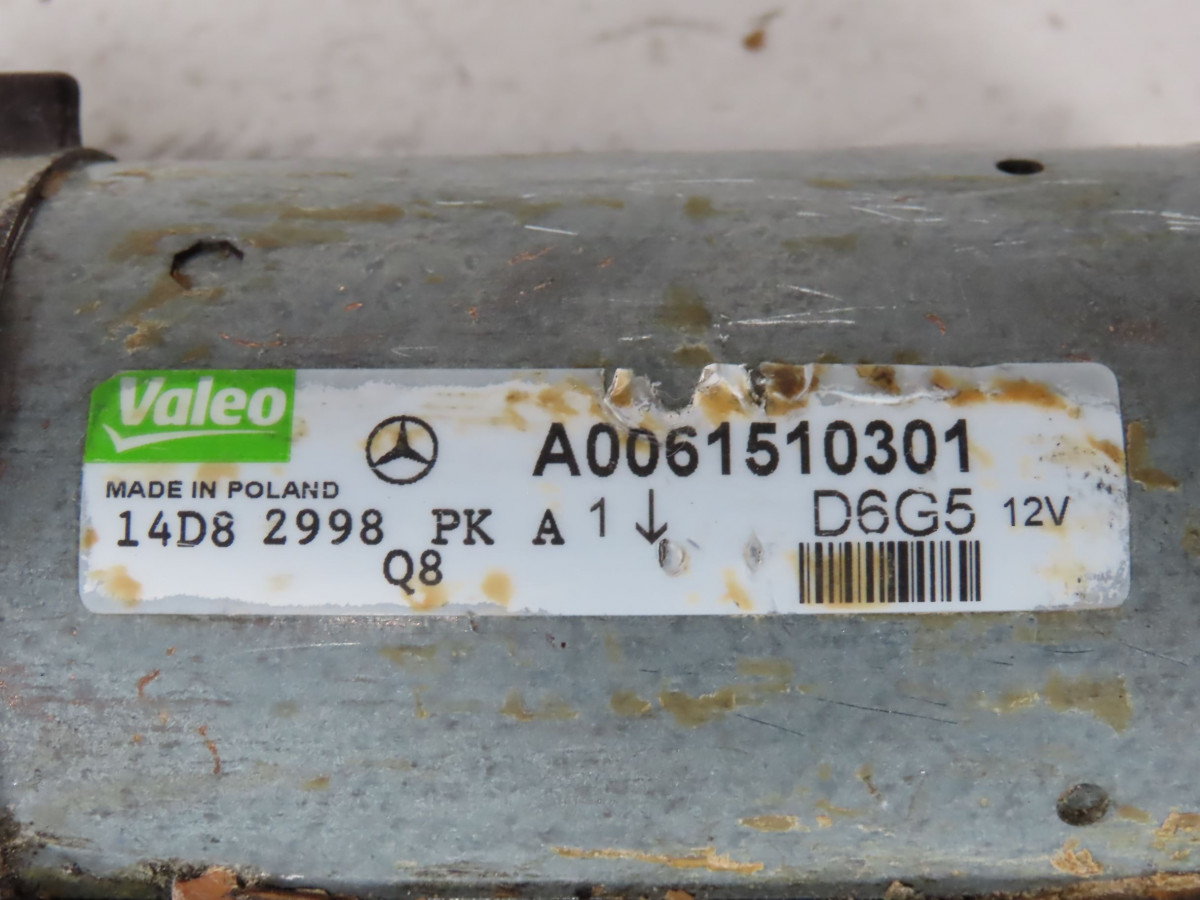 Valeo
A0061510301
MADE IN POLAND
14D8 2998 PK A 1 ↓ D6G5 12V
Q8